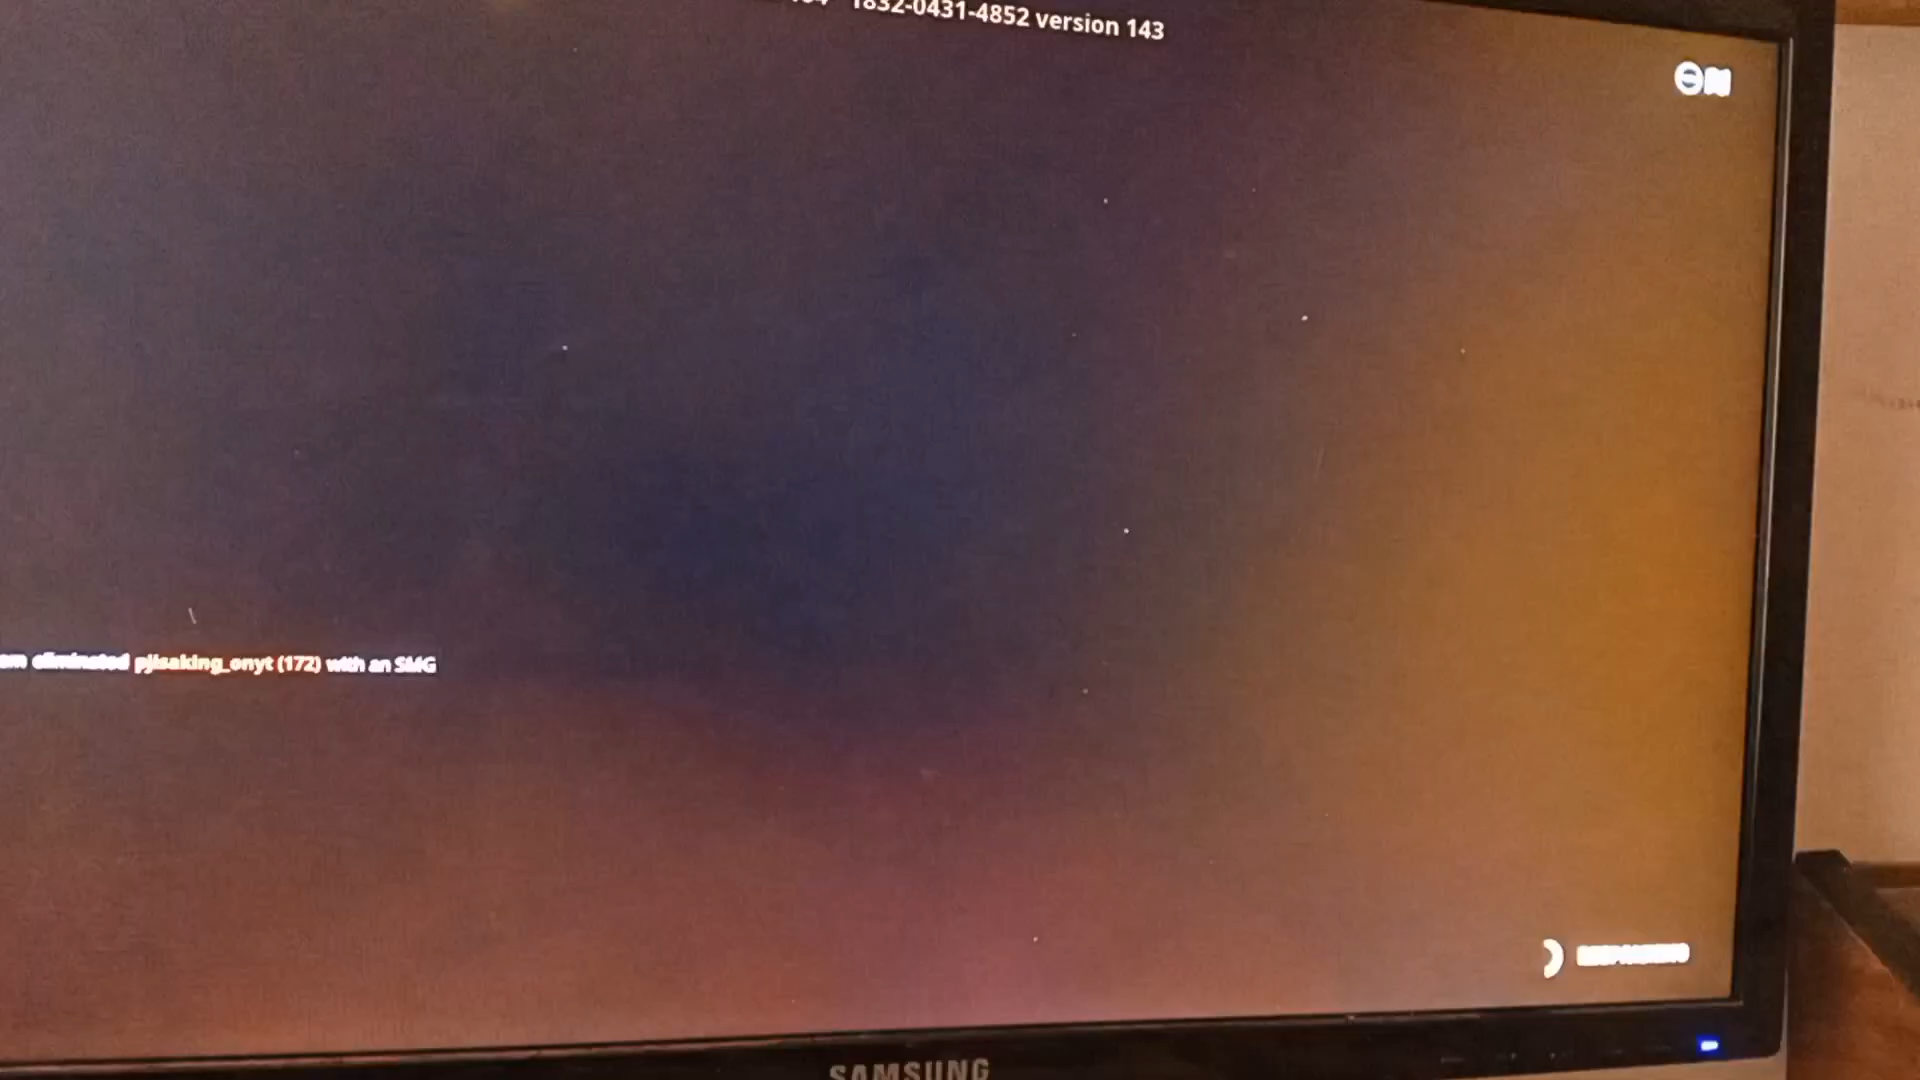 1832-0431-4852 version 143
eliminated pjisaking_onyt (172) with an SMG
SAMSUNG